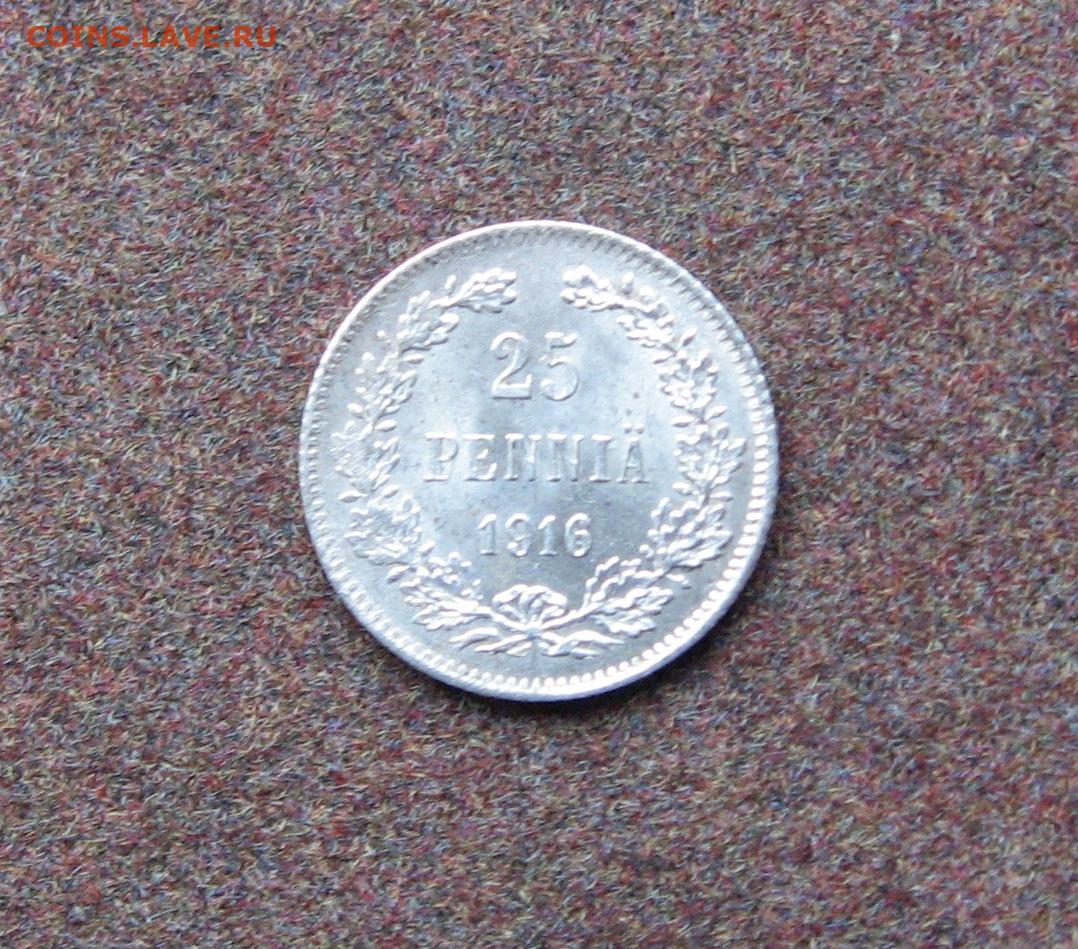 COINS.LAVE.RU
25
PENNIÄ
1916